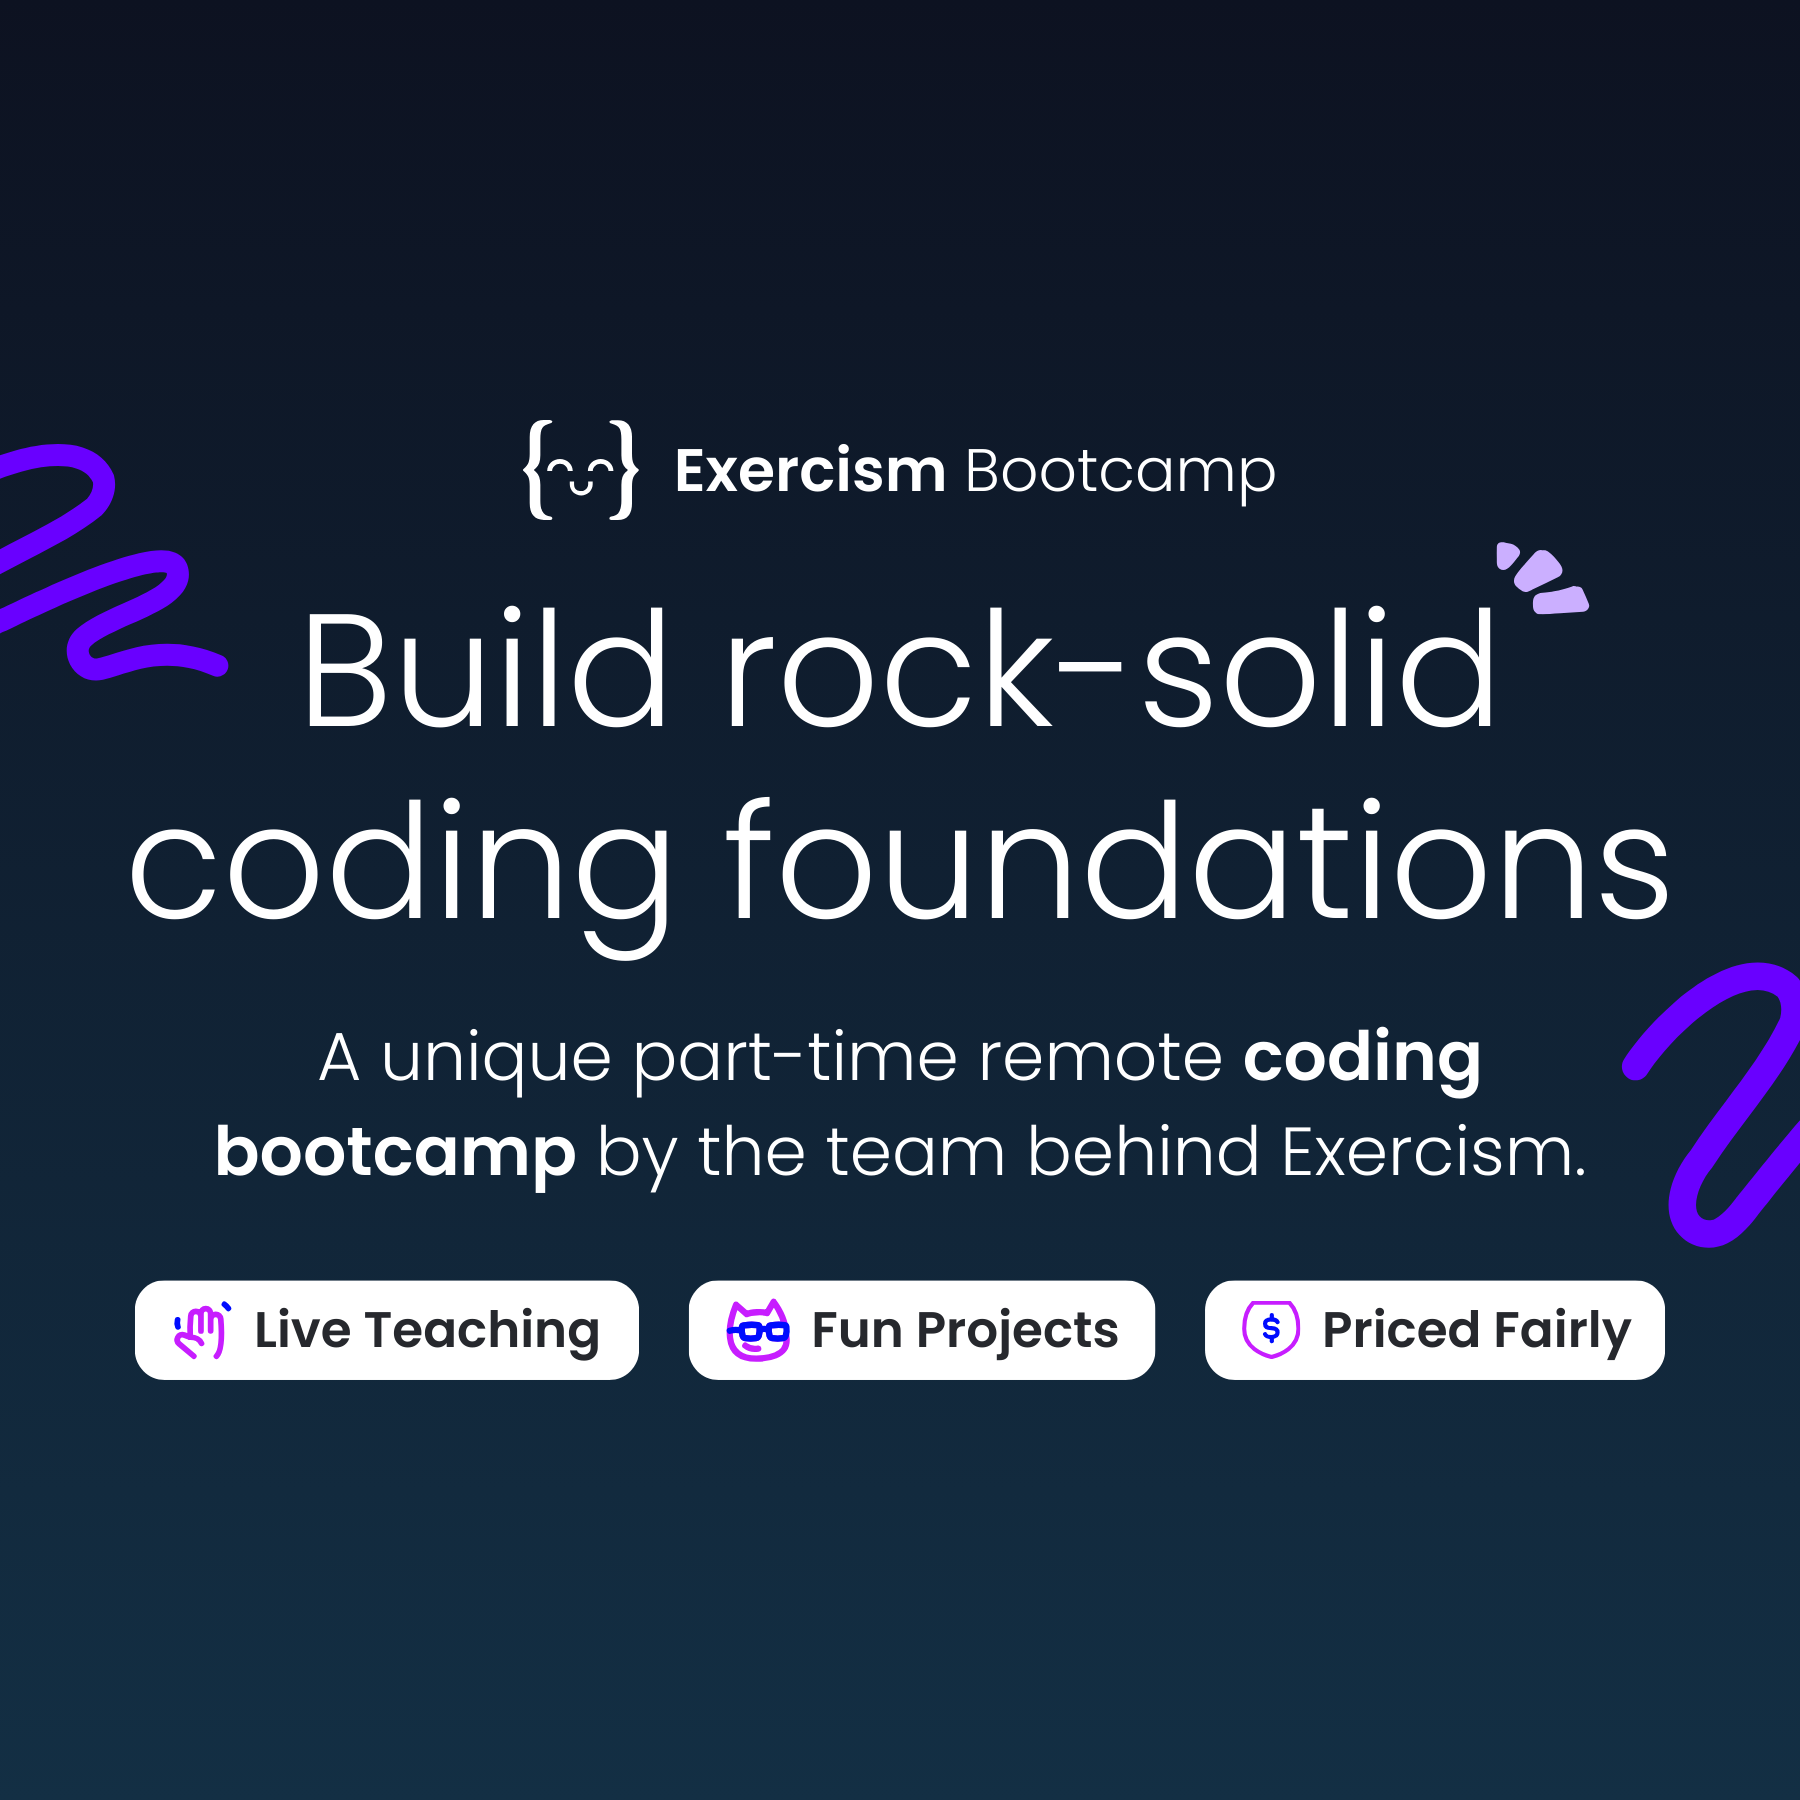 Exercism Bootcamp
Build rock-solid
coding foundations
A unique part-time remote coding
bootcamp by the team behind Exercism.
Live Teaching
Fun Projects
Priced Fairly